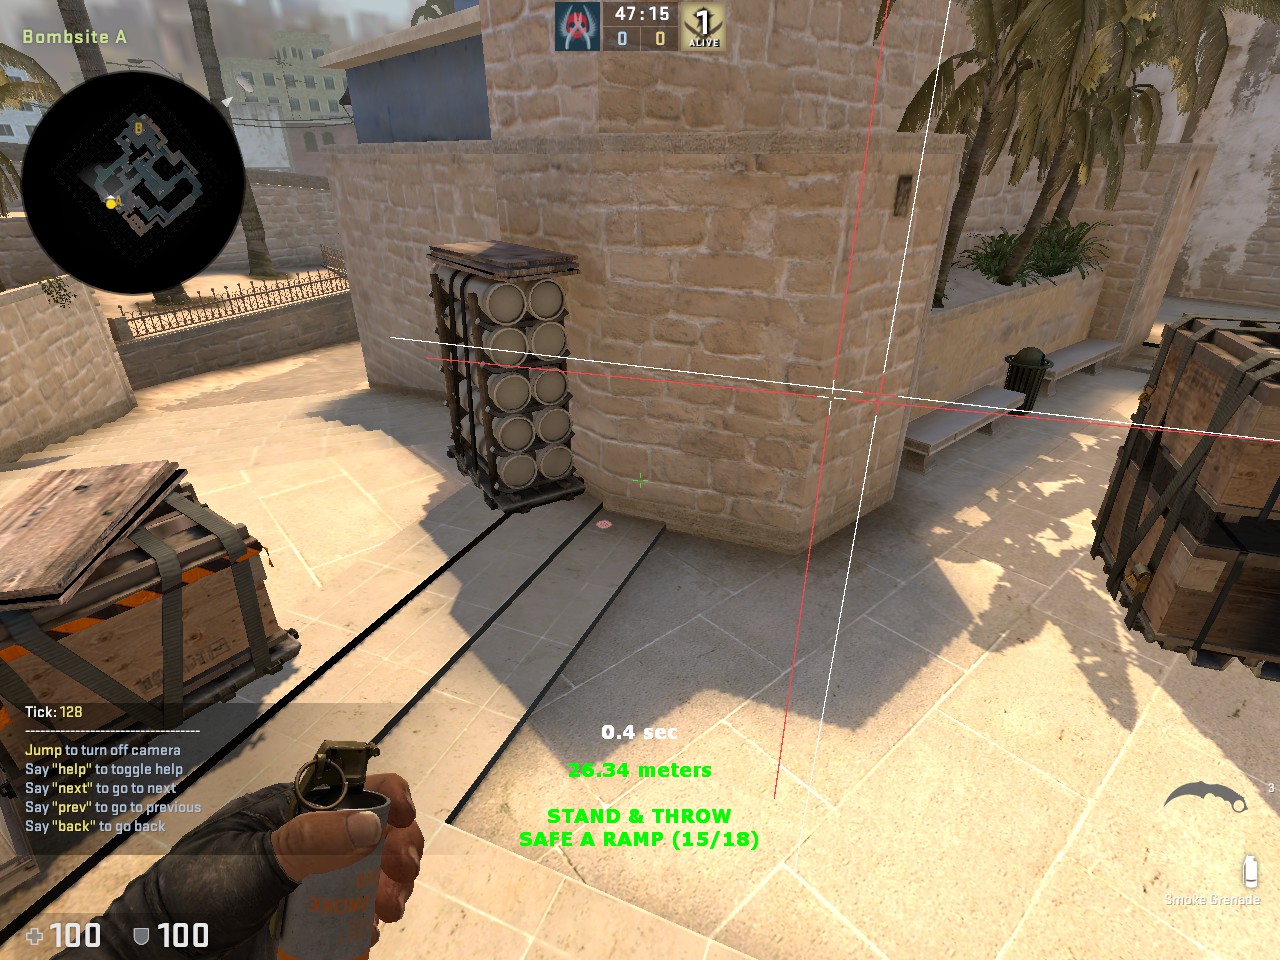 Bombsite A
47:15
0 0
1
ALIVE
B
A
Tick: 128
-----------------------------------
Jump to turn off camera
Say "help" to toggle help
Say "next" to go to next
Say "prev" to go to previous
Say "back" to go back
0.4 sec
26.34 meters
STAND & THROW
SAFE A RAMP (15/18)
3
Smoke Grenade
100 100